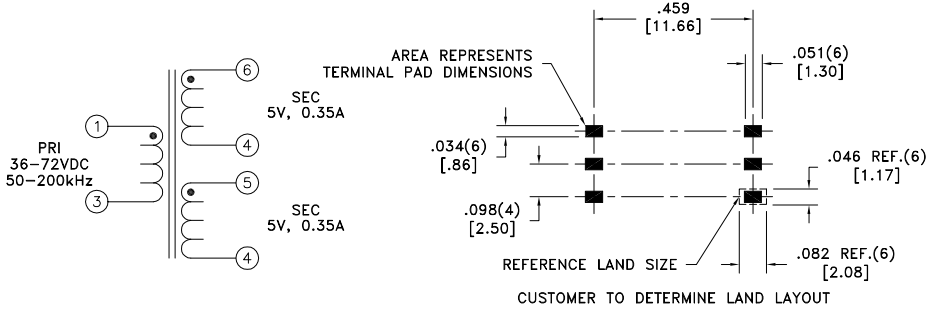 1
3
PRI
36-72VDC
50-200kHz
6
4
SEC
5V, 0.35A
5
4
SEC
5V, 0.35A
.459
[11.66]
AREA REPRESENTS
TERMINAL PAD DIMENSIONS
.051(6)
[1.30]
.034(6)
[.86]
.046 REF.(6)
[1.17]
.098(4)
[2.50]
REFERENCE LAND SIZE
.082 REF.(6)
[2.08]
CUSTOMER TO DETERMINE LAND LAYOUT